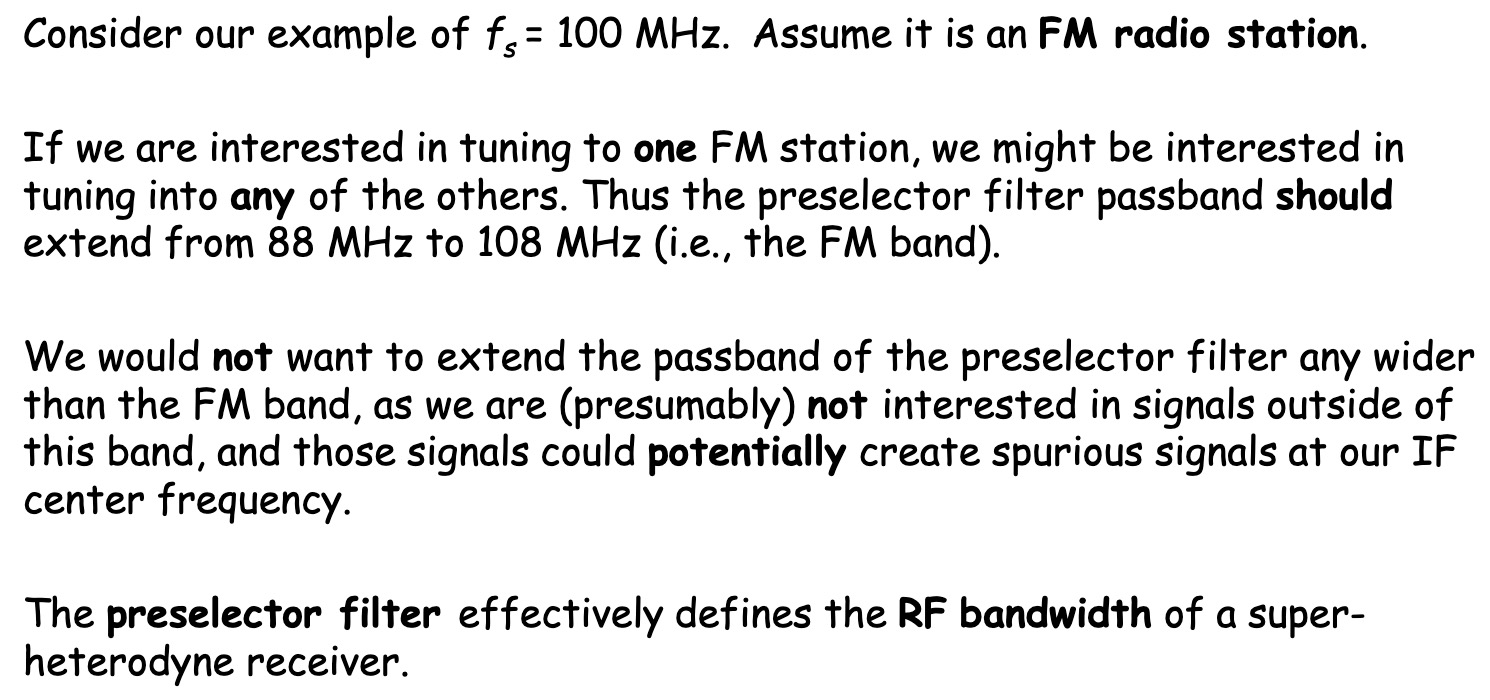 Consider our example of fs = 100 MHz. Assume it is an FM radio station.
If we are interested in tuning to one FM station, we might be interested in
tuning into any of the others. Thus the preselector filter passband should
extend from 88 MHz to 108 MHz (i.e., the FM band).
We would not want to extend the passband of the preselector filter any wider
than the FM band, as we are (presumably) not interested in signals outside of
this band, and those signals could potentially create spurious signals at our IF
center frequency.
The preselector filter effectively defines the RF bandwidth of a super-
heterodyne receiver.